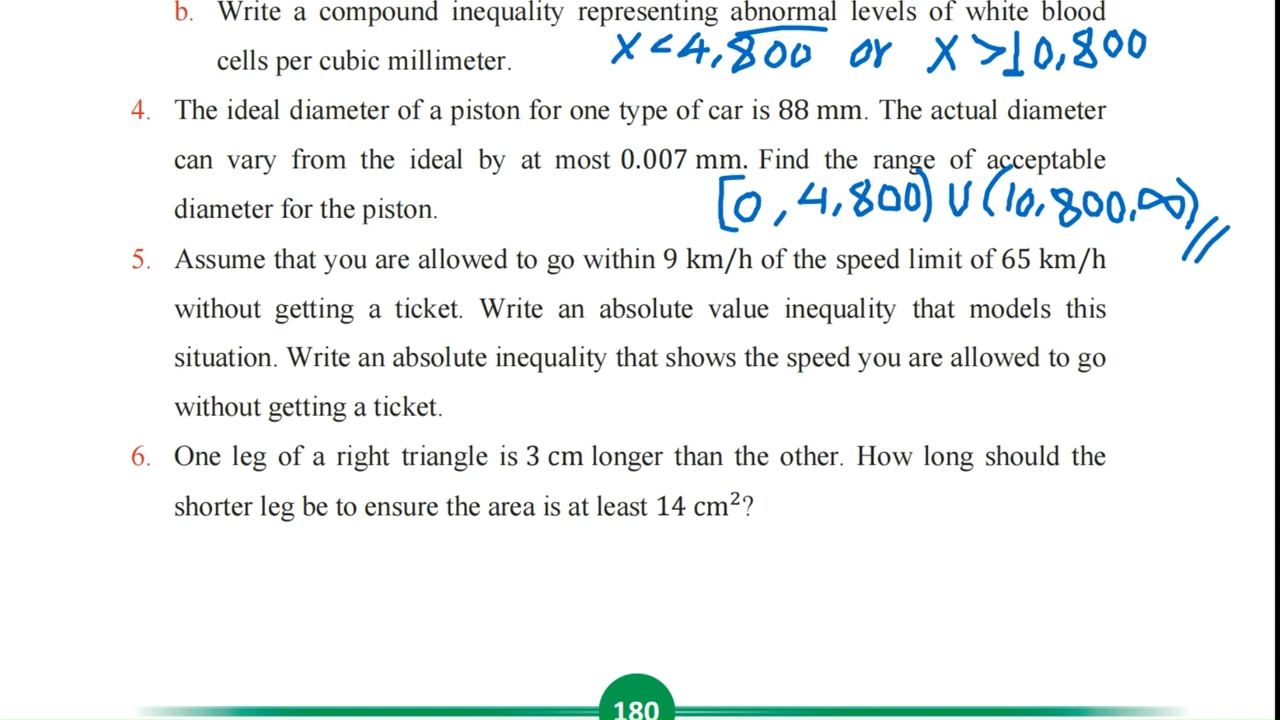 b. Write a compound inequality representing abnormal levels of white blood
cells per cubic millimeter.
x < 4,800 or x > 10,800
4. The ideal diameter of a piston for one type of car is 88 mm. The actual diameter
can vary from the ideal by at most 0.007 mm. Find the range of acceptable
diameter for the piston.
[0, 4,800) ∪ (10,800, ∞) //
5. Assume that you are allowed to go within 9 km/h of the speed limit of 65 km/h
without getting a ticket. Write an absolute value inequality that models this
situation. Write an absolute inequality that shows the speed you are allowed to go
without getting a ticket.
6. One leg of a right triangle is 3 cm longer than the other. How long should the
shorter leg be to ensure the area is at least 14 cm²?
180